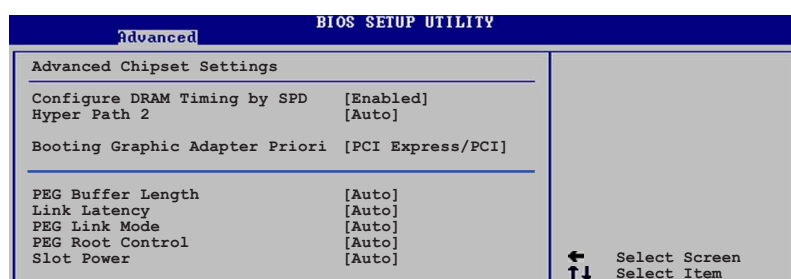 BIOS SETUP UTILITY
Advanced
Advanced Chipset Settings
Configure DRAM Timing by SPD [Enabled]
Hyper Path 2 [Auto]
Booting Graphic Adapter Priori [PCI Express/PCI]
PEG Buffer Length [Auto]
Link Latency [Auto]
PEG Link Mode [Auto]
PEG Root Control [Auto]
Slot Power [Auto]
Select Screen
Select Item